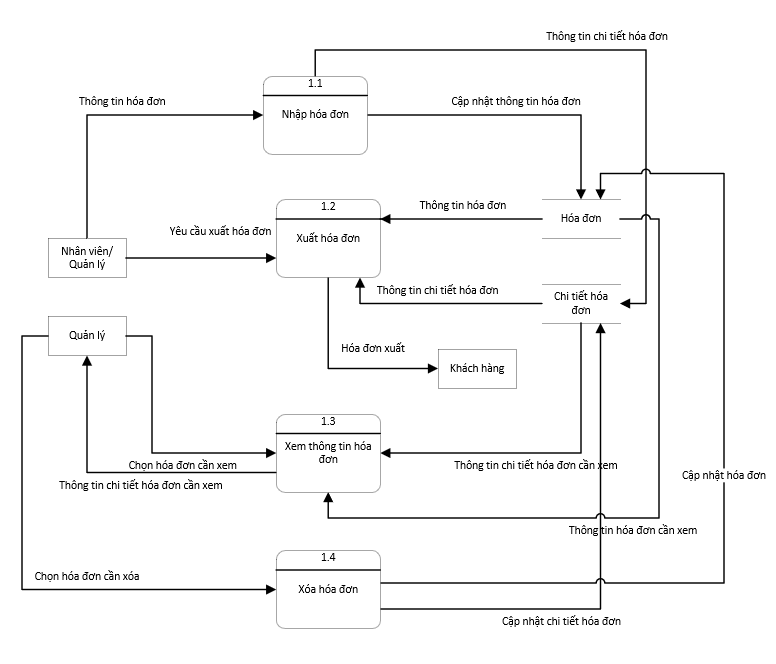 Thông tin chi tiết hóa đơn
1.1
Thông tin hóa đơn
Cập nhật thông tin hóa đơn
Nhập hóa đơn
1.2
Thông tin hóa đơn
Hóa đơn
Yêu cầu xuất hóa đơn
Xuất hóa đơn
Nhân viên/
Quản lý
Thông tin chi tiết hóa đơn
Chi tiết hóa
đơn
Quản lý
Hóa đơn xuất
Khách hàng
1.3
Xem thông tin hóa
đơn
Chọn hóa đơn cần xem
Thông tin chi tiết hóa đơn cần xem
Cập nhật hóa đơn
Thông tin chi tiết hóa đơn cần xem
Thông tin hóa đơn cần xem
1.4
Chọn hóa đơn cần xóa
Xóa hóa đơn
Cập nhật chi tiết hóa đơn